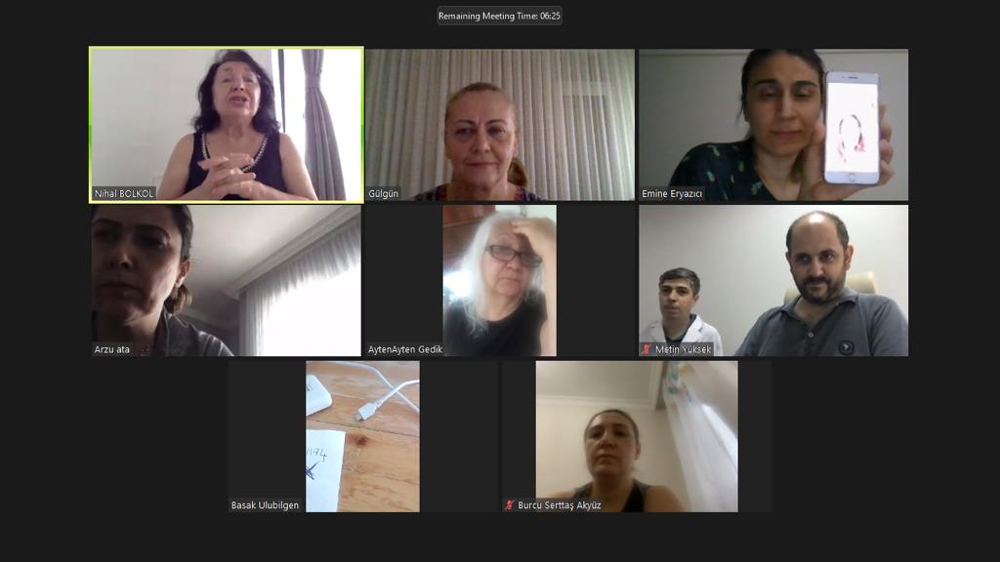 Remaining Meeting Time: 06:25
Nihal BOLKOL
Gülgün
Emine Eryazıcı
Arzu ata
AytenAyten Gedik
Metin Yüksek
Basak Ulubilgen
Burcu Serttaş Akyüz